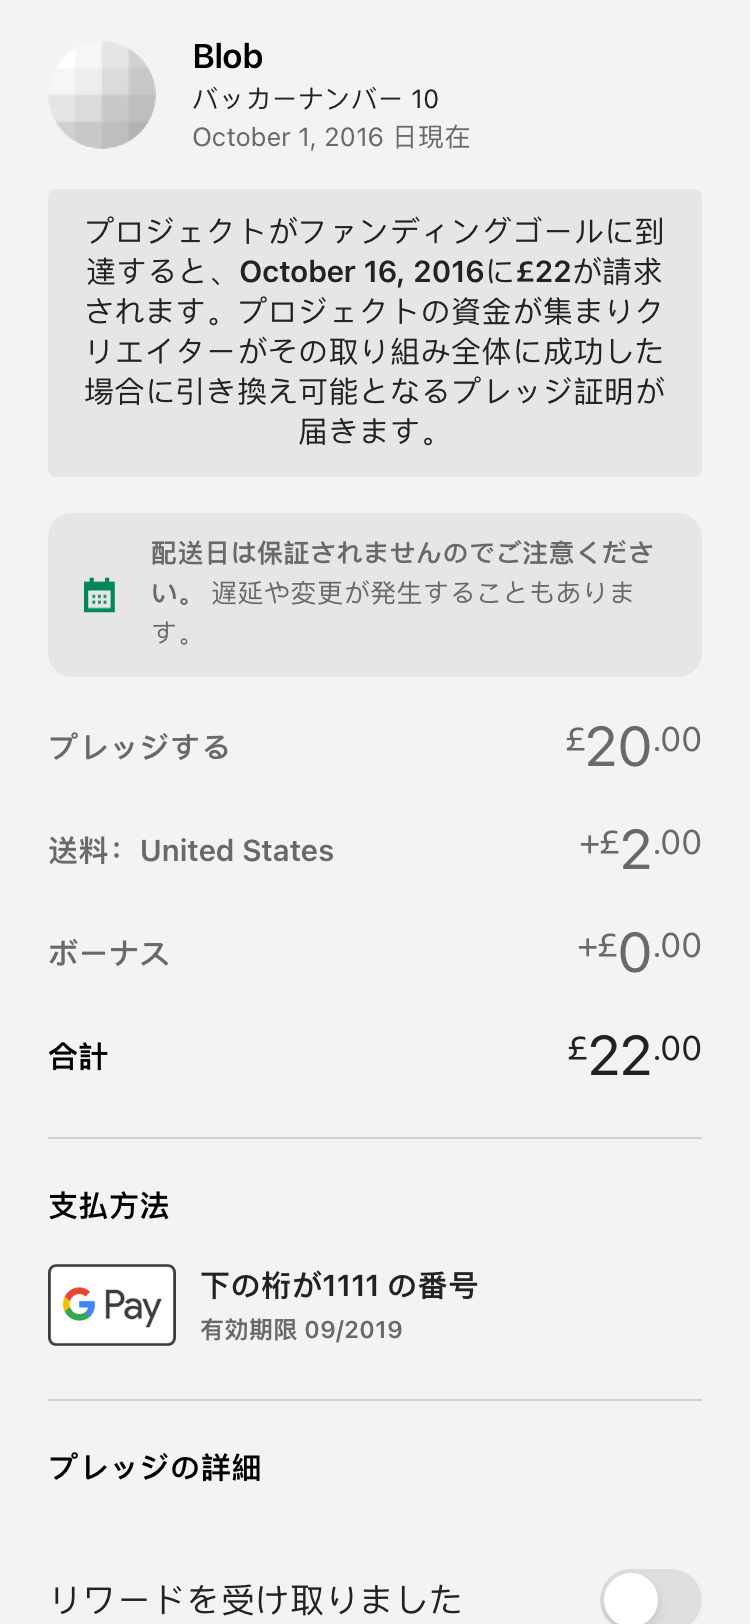 Blob
バッカーナンバー 10
October 1, 2016 日現在
プロジェクトがファンディングゴールに到
達すると、October 16, 2016に£22が請求
されます。プロジェクトの資金が集まりク
リエイターがその取り組み全体に成功した
場合に引き換え可能となるプレッジ証明が
届きます。
配送日は保証されませんのでご注意くださ
い。 遅延や変更が発生することもありま
す。
プレッジする £20.00
送料： United States +£2.00
ボーナス +£0.00
合計 £22.00
支払方法
G Pay 下の桁が1111 の番号
有効期限 09/2019
プレッジの詳細
リワードを受け取りました